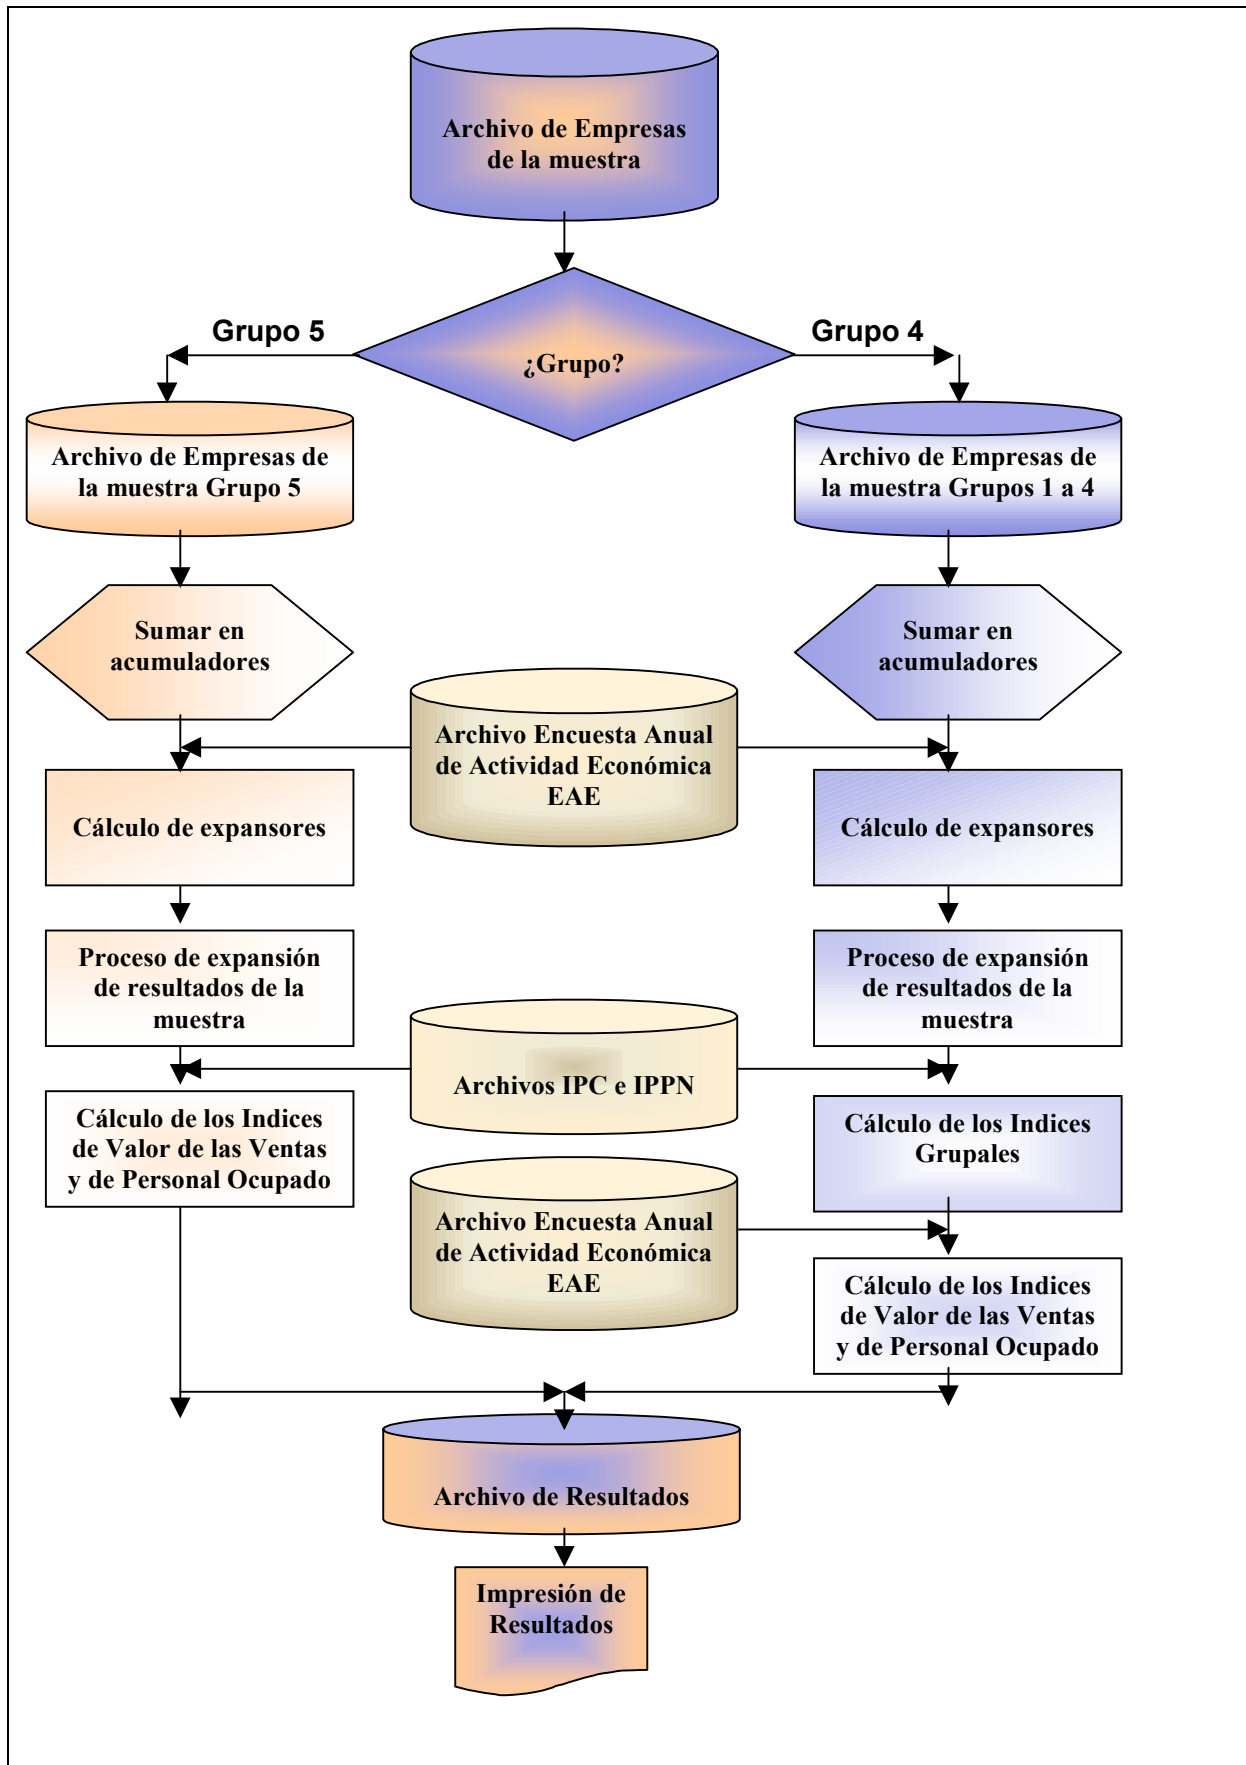 Archivo de Empresas
de la muestra
Grupo 5
Grupo 4
¿Grupo?
Archivo de Empresas de
la muestra Grupo 5
Archivo de Empresas de
la muestra Grupos 1 a 4
Sumar en
acumuladores
Sumar en
acumuladores
Archivo Encuesta Anual
de Actividad Económica
EAE
Cálculo de expansores
Cálculo de expansores
Proceso de expansión
de resultados de la
muestra
Proceso de expansión
de resultados de la
muestra
Archivos IPC e IPPN
Cálculo de los Indices
de Valor de las Ventas
y de Personal Ocupado
Cálculo de los Indices
Grupales
Archivo Encuesta Anual
de Actividad Económica
EAE
Cálculo de los Indices
de Valor de las Ventas
y de Personal Ocupado
Archivo de Resultados
Impresión de
Resultados